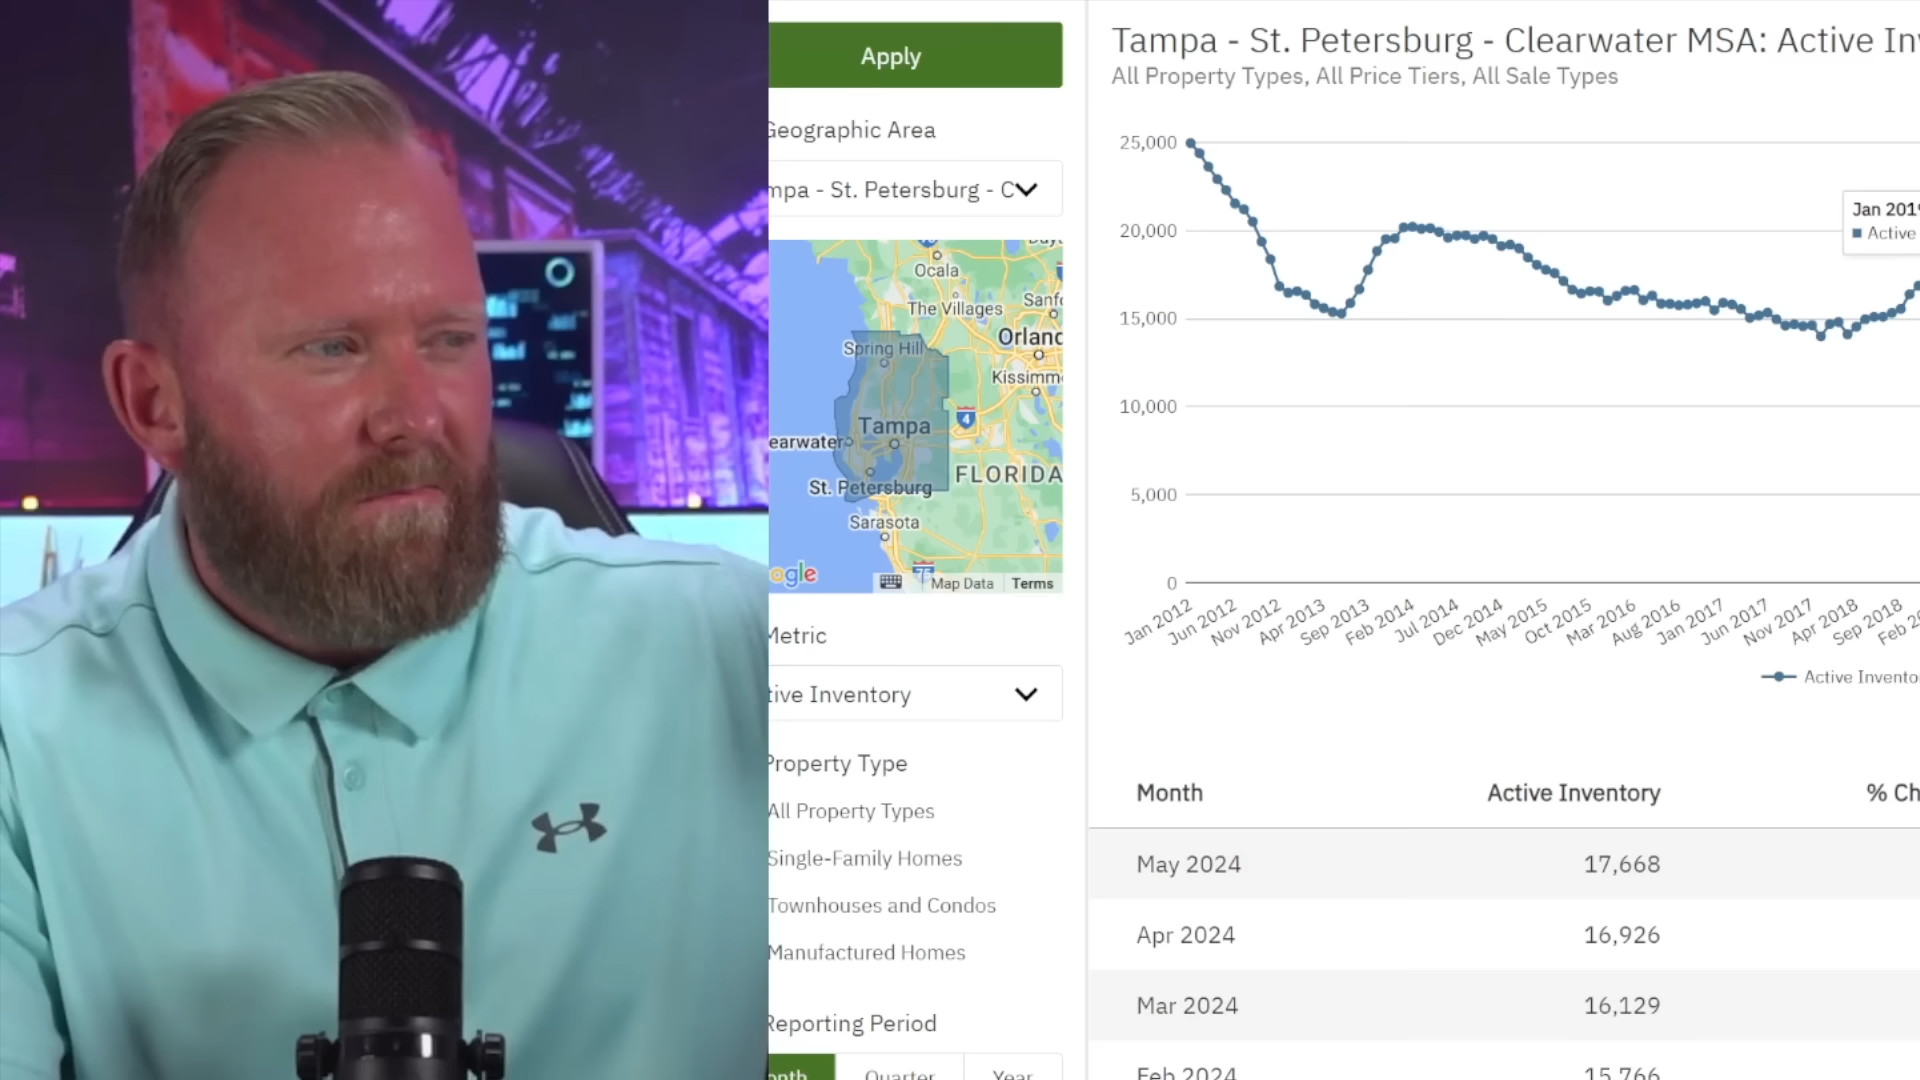 Apply
Geographic Area
mpa - St. Petersburg - C
Ocala
The Villages
Sanf
Orlando
Spring Hill
Kissimm
4
Tampa
earwater
FLORIDA
St. Petersburg
Sarasota
75
ogle
Map Data
Terms
Metric
tive Inventory
Property Type
All Property Types
Single-Family Homes
Townhouses and Condos
Manufactured Homes
Reporting Period
onth
Quarter
Year
Tampa - St. Petersburg - Clearwater MSA: Active In
All Property Types, All Price Tiers, All Sale Types
25,000
20,000
15,000
10,000
5,000
0
Jan 201
Active
Jan 2012
Jun 2012
Nov 2012
Apr 2013
Sep 2013
Feb 2014
Jul 2014
Dec 2014
May 2015
Oct 2015
Mar 2016
Aug 2016
Jan 2017
Jun 2017
Nov 2017
Apr 2018
Sep 2018
Feb 2
Active Invento
Month Active Inventory % Ch
May 2024 17,668
Apr 2024 16,926
Mar 2024 16,129
Feb 2024 15,766